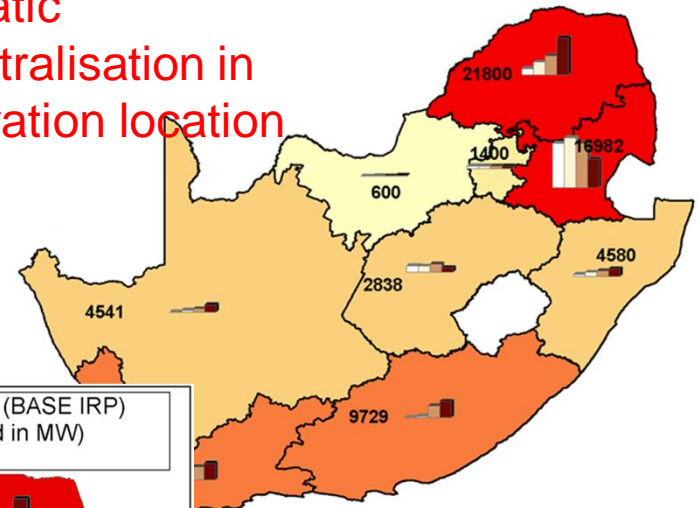 atic
tralisation in
ration location
21800
1400
16982
600
4580
2838
4541
9729
(BASE IRP)
d in MW)